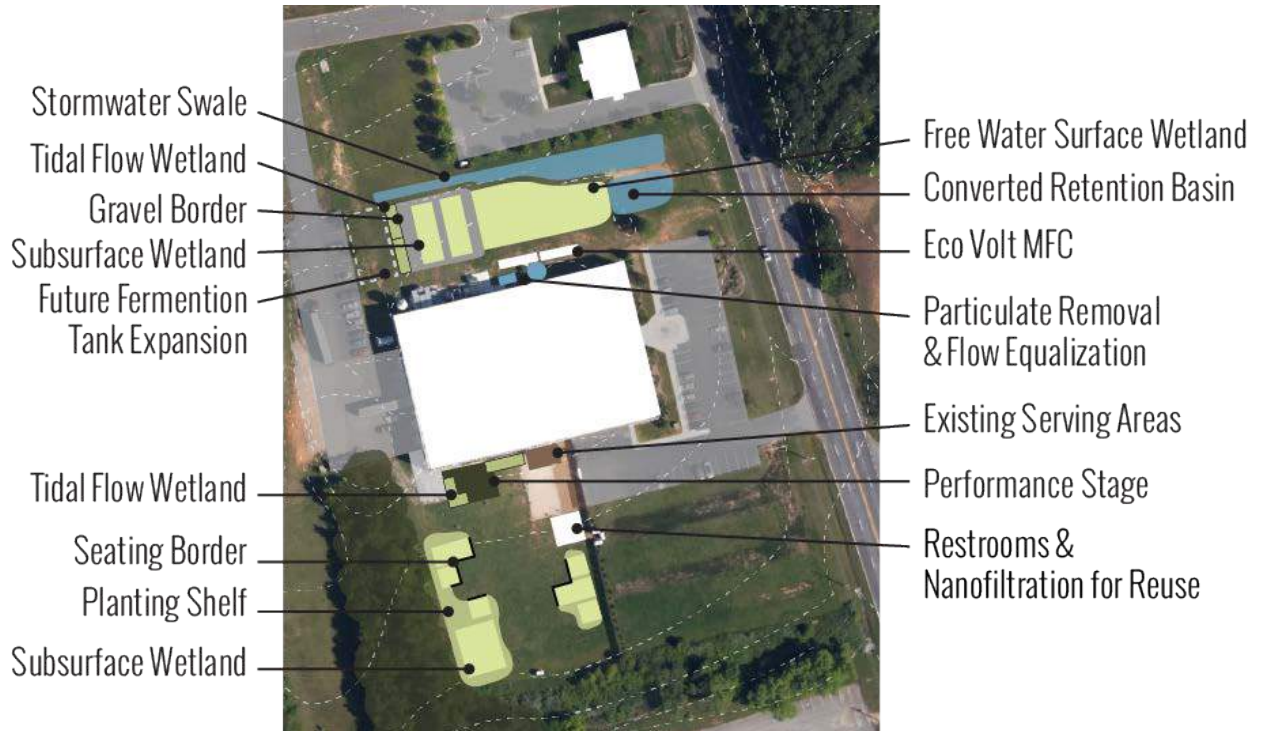 Stormwater Swale
Tidal Flow Wetland
Gravel Border
Subsurface Wetland
Future Fermention
Tank Expansion
Tidal Flow Wetland
Seating Border
Planting Shelf
Subsurface Wetland
Free Water Surface Wetland
Converted Retention Basin
Eco Volt MFC
Particulate Removal
& Flow Equalization
Existing Serving Areas
Performance Stage
Restrooms &
Nanofiltration for Reuse